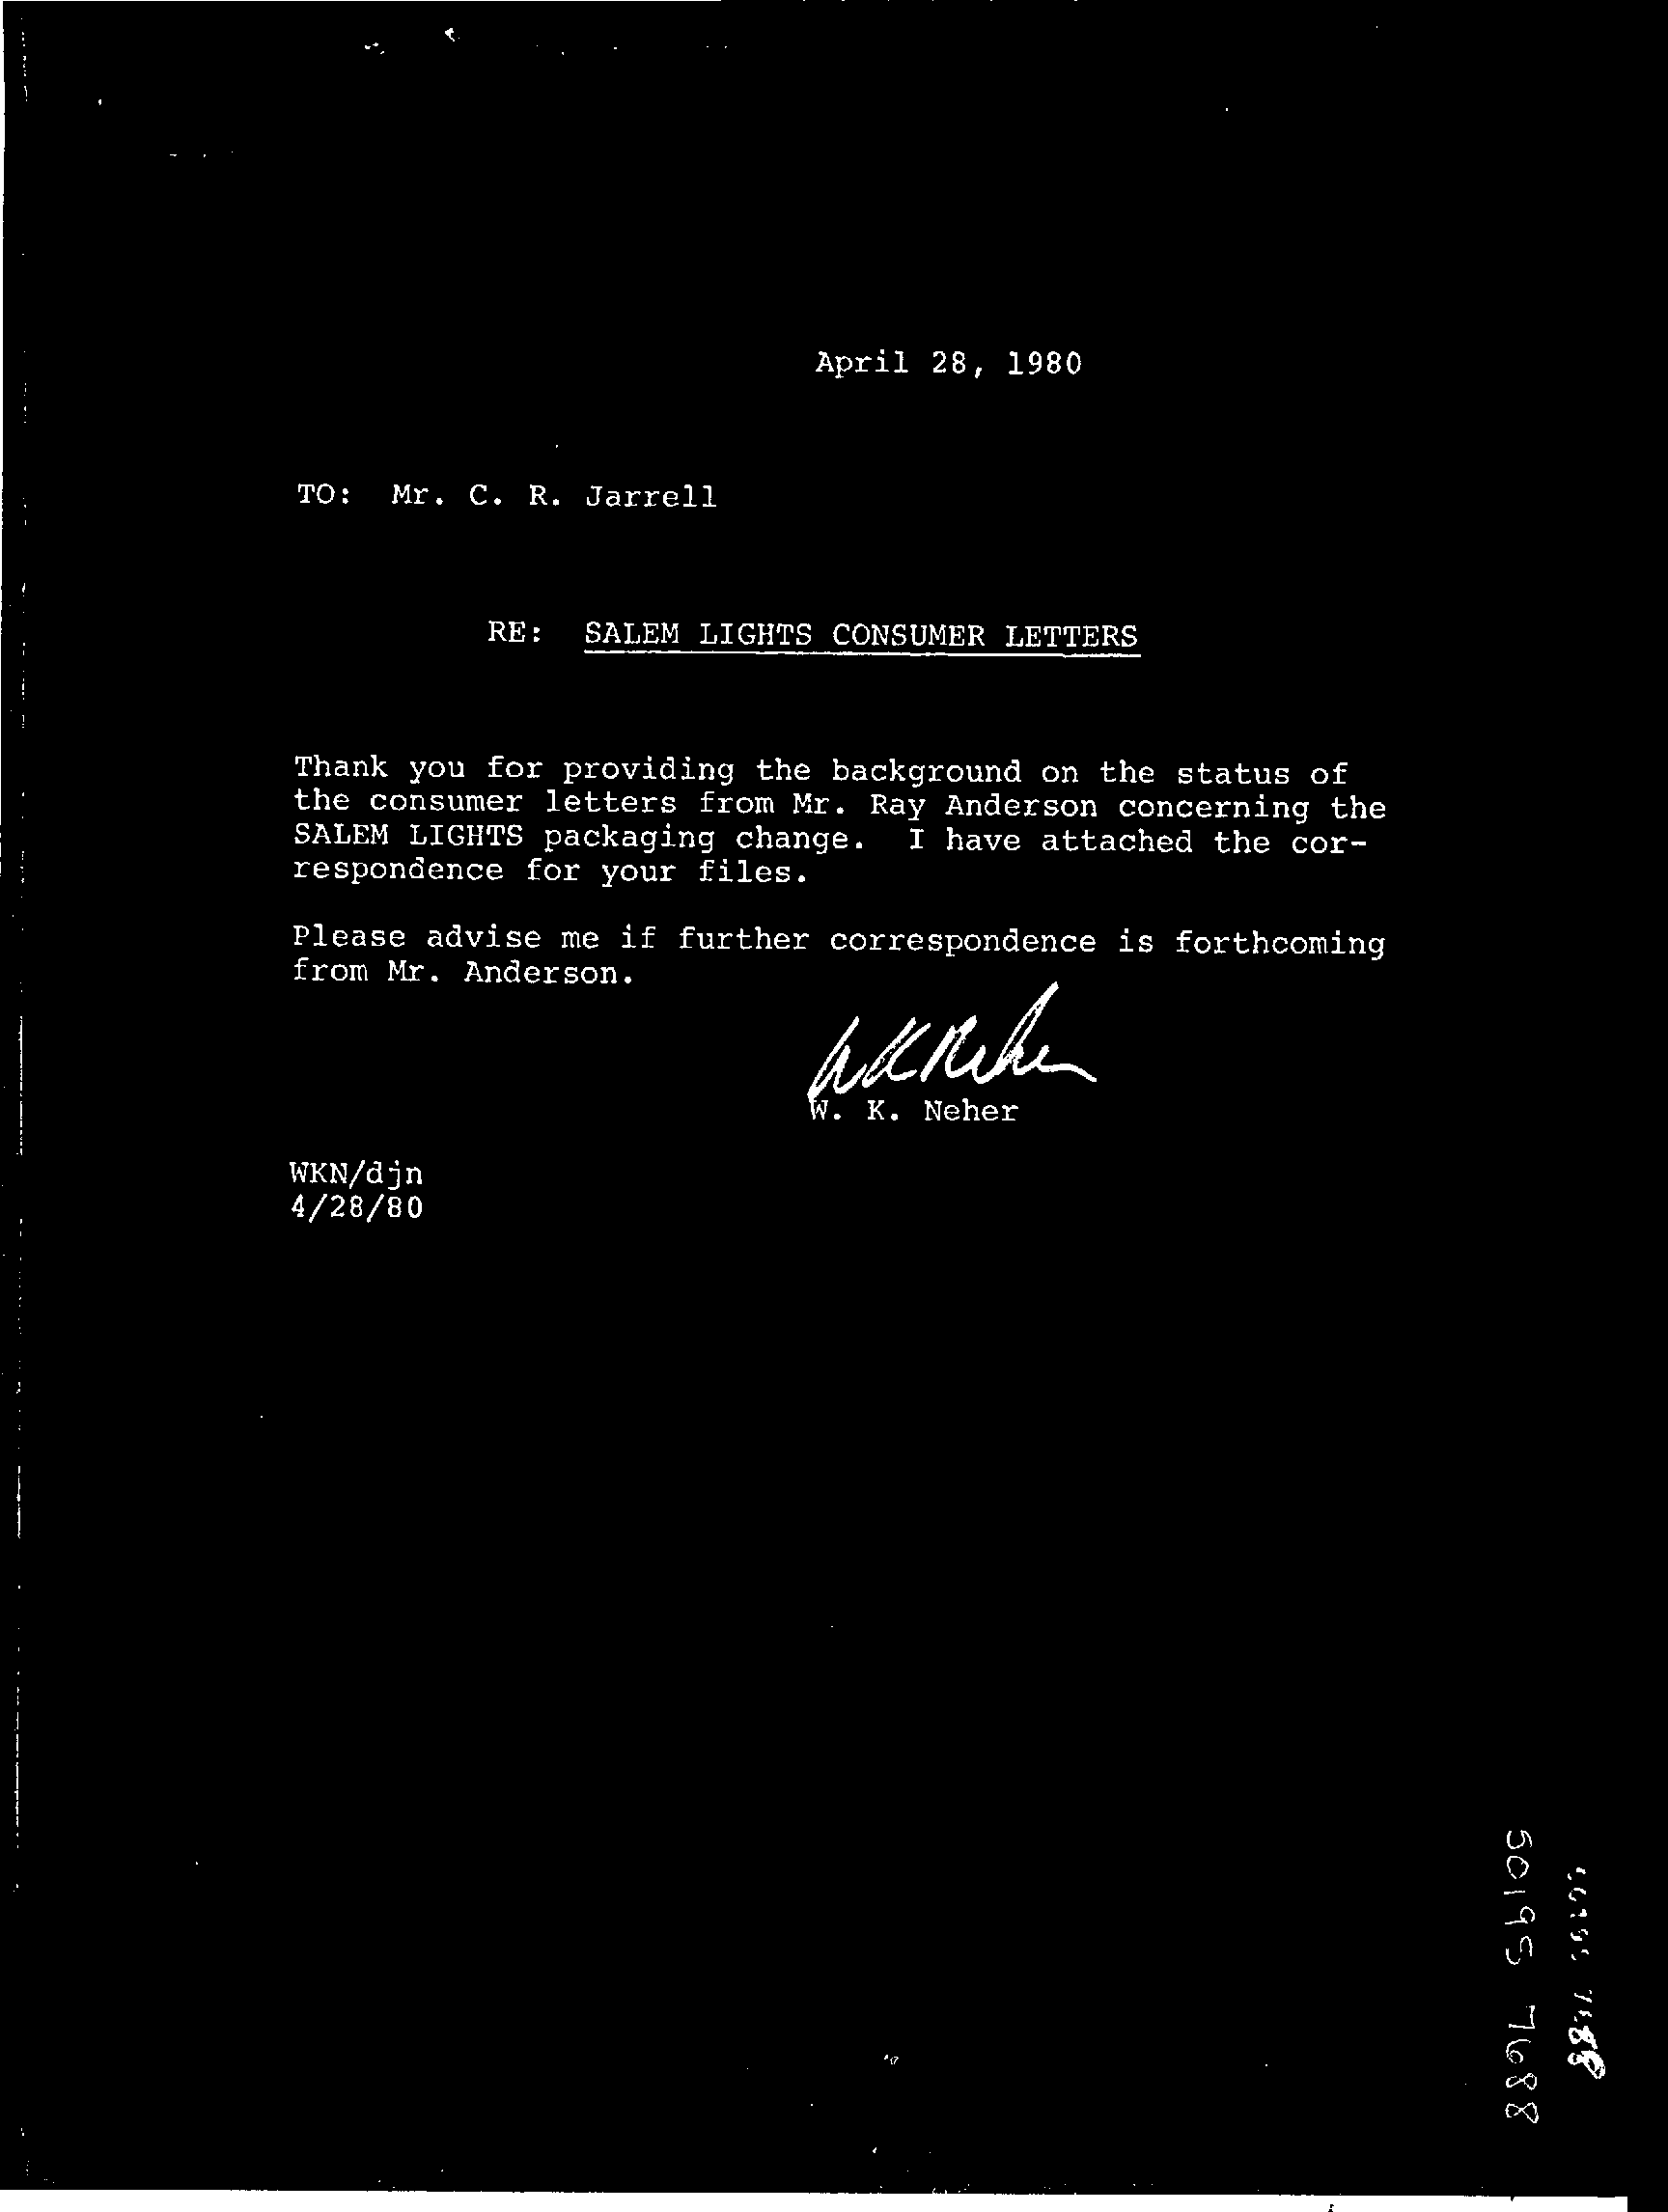 April 28, 1980
TO: Mr. C. R. Jarrell
RE: SALEM LIGHTS CONSUMER LETTERS
Thank you for providing the background on the status of
the consumer letters from Mr. Ray Anderson concerning the
SALEM LIGHTS packaging change. I have attached the cor-
respondence for your files.
Please advise me if further correspondence is forthcoming
from Mr. Anderson.
WKNeher
W. K. Neher
WKN/djn
4/28/80
50195 7688